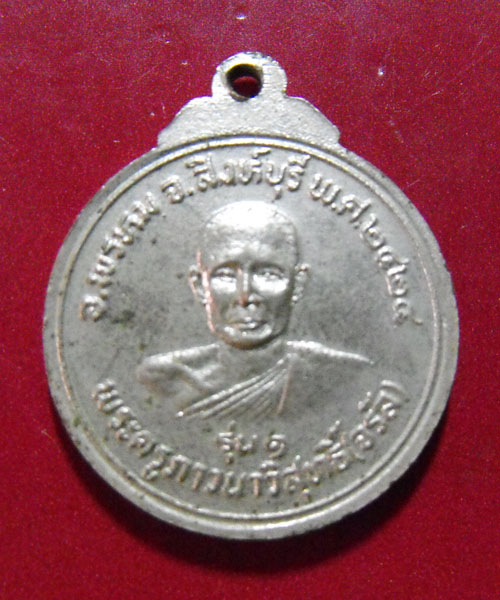 อ.พรหม จ.สิงห์บุรี พ.ศ.๒๕๒๔
รุ่น ๑
พระครูภาวนาวิสุทธิ์(จรัล)